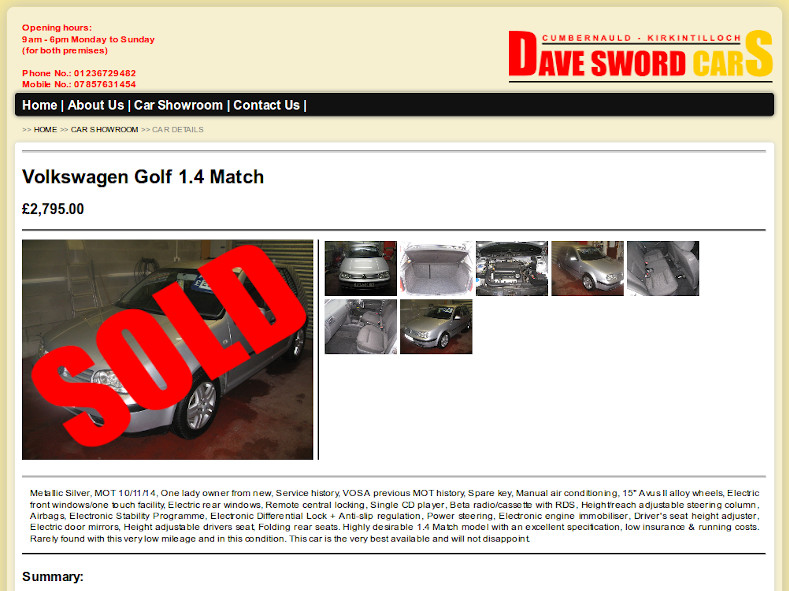 Opening hours:
9am - 6pm Monday to Sunday
(for both premises)
Phone No.: 01236729482
Mobile No.: 07857631454
CUMBERNAULD - KIRKINTILLOCH
DAVE SWORD CARS
Home | About Us | Car Showroom | Contact Us |
>> HOME >> CAR SHOWROOM >> CAR DETAILS
Volkswagen Golf 1.4 Match
£2,795.00
SOLD
Metallic Silver, MOT 10/11/14, One lady owner from new, Service history, VOSA previous MOT history, Spare key, Manual air conditioning, 15" Avus II alloy wheels, Electric
front windows/one touch facility, Electric rear windows, Remote central locking, Single CD player, Beta radio/cassette with RDS, Height/reach adjustable steering column,
Airbags, Electronic Stability Programme, Electronic Differential Lock + Anti-slip regulation, Power steering, Electronic engine immobiliser, Driver's seat height adjuster,
Electric door mirrors, Height adjustable drivers seat, Folding rear seats. Highly desirable 1.4 Match model with an excellent specification, low insurance & running costs.
Rarely found with this very low mileage and in this condition. This car is the very best available and will not disappoint.
Summary: